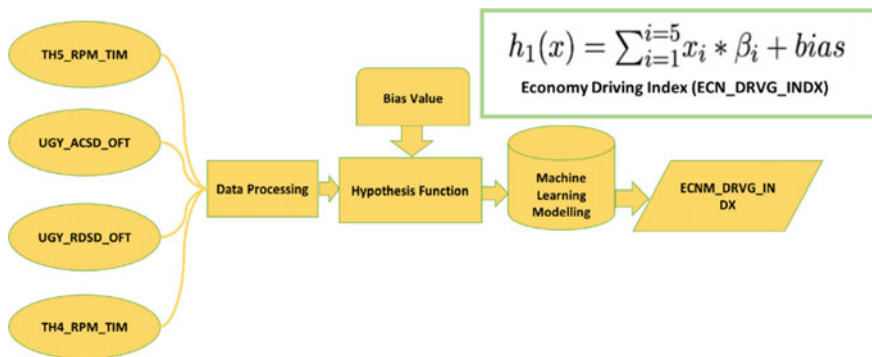 TH5_RPM_TIM
UGY_ACSD_OFT
UGY_RDSD_OFT
TH4_RPM_TIM
Data Processing
Bias Value
Hypothesis Function
Machine
Learning
Modelling
ECNM_DRVG_IN
DX
h₁(x) = ∑ᵢ₌₁ⁱ⁼⁵ xᵢ * βᵢ + bias
Economy Driving Index (ECN_DRVG_INDX)